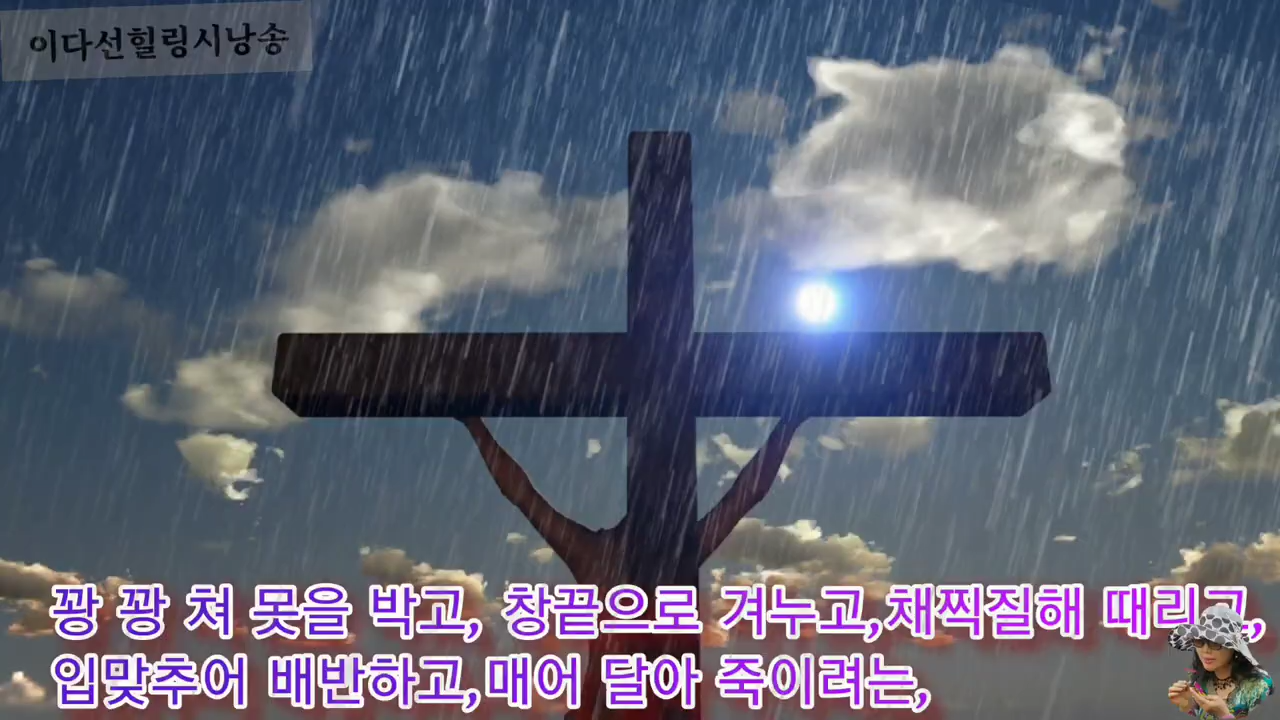 이다선힐링시낭송
꽝 꽝 쳐 못을 박고, 창끝으로 겨누고,채찍질해 때리고,
입맞추어 배반하고,매어 달아 죽이려는,